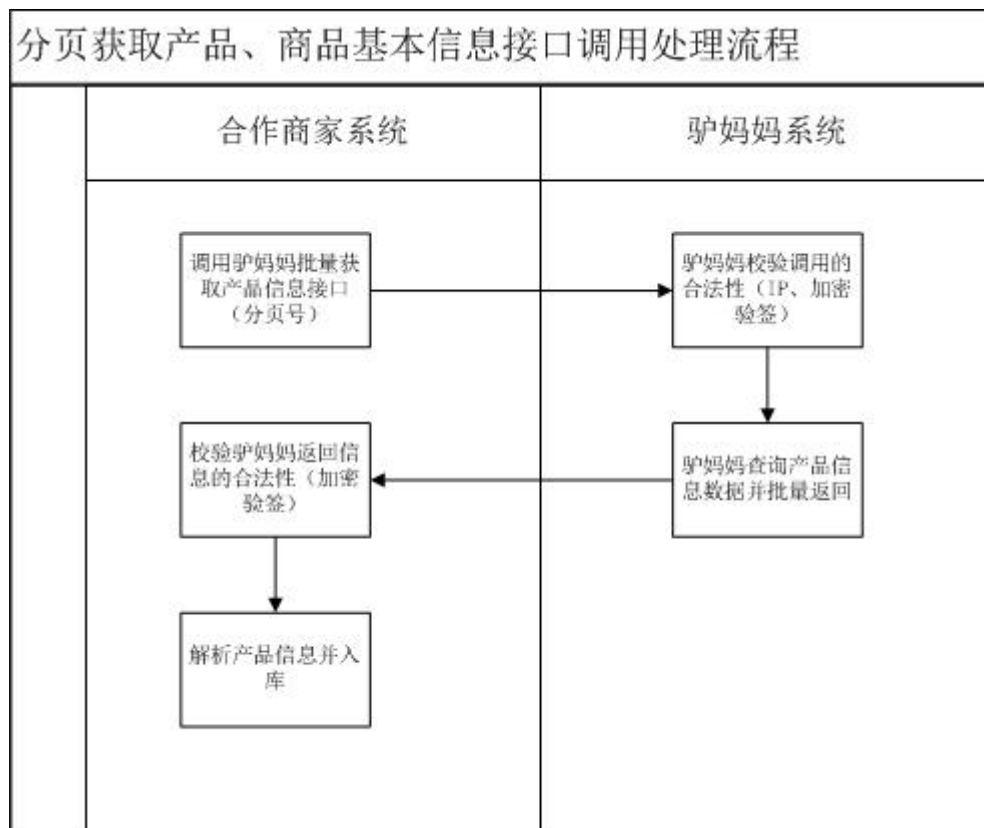 分页获取产品、商品基本信息接口调用处理流程
合作商家系统
驴妈妈系统
调用驴妈妈批量获
取产品信息接口
（分页号）
驴妈妈校验调用的
合法性（IP、加密
验签）
校验驴妈妈返回信
息的合法性（加密
验签）
驴妈妈查询产品信
息数据并批量返回
解析产品信息并入
库